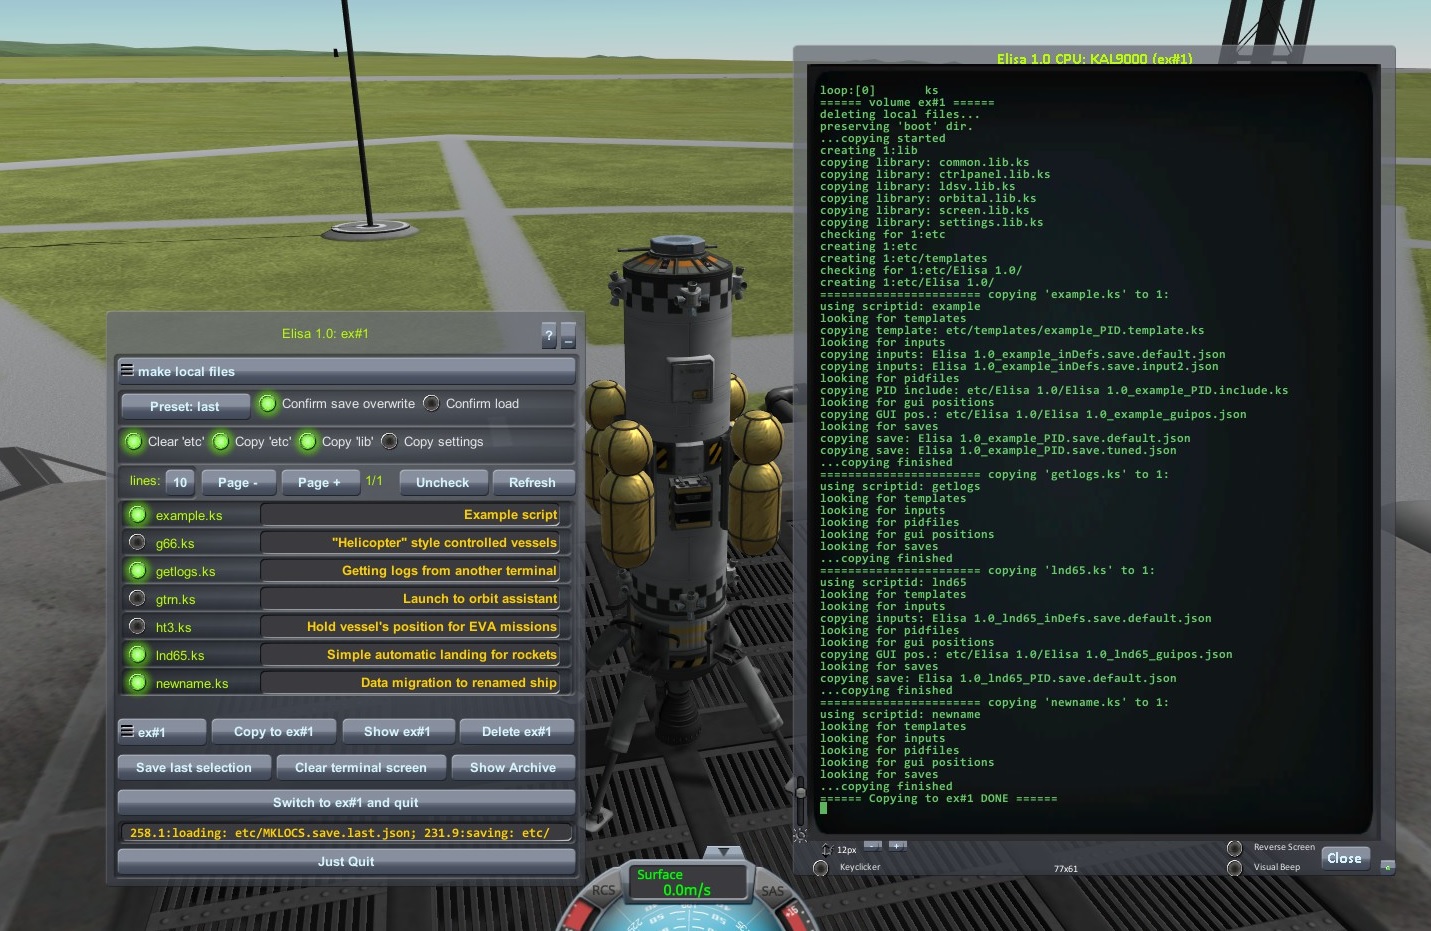 Elisa 1.0: ex#1
?
_
make local files
Preset: last
Confirm save overwrite
Confirm load
Clear 'etc'
Copy 'etc'
Copy 'lib'
Copy settings
lines: 10 Page - Page + 1/1 Uncheck Refresh
example.ks Example script
g66.ks "Helicopter" style controlled vessels
getlogs.ks Getting logs from another terminal
gtrn.ks Launch to orbit assistant
ht3.ks Hold vessel's position for EVA missions
lnd65.ks Simple automatic landing for rockets
newname.ks Data migration to renamed ship
ex#1 Copy to ex#1 Show ex#1 Delete ex#1
Save last selection Clear terminal screen Show Archive
Switch to ex#1 and quit
258.1:loading: etc/MKLOCS.save.last.json; 231.9:saving: etc/
Just Quit
Elisa 1.0 CPU: KAL9000 (ex#1)
loop:[0] ks
====== volume ex#1 ======
deleting local files...
preserving 'boot' dir.
...copying started
creating 1:lib
copying library: common.lib.ks
copying library: ctrlpanel.lib.ks
copying library: ldsv.lib.ks
copying library: orbital.lib.ks
copying library: screen.lib.ks
copying library: settings.lib.ks
checking for 1:etc
creating 1:etc
creating 1:etc/templates
checking for 1:etc/Elisa 1.0/
creating 1:etc/Elisa 1.0/
======================= copying 'example.ks' to 1:
using scriptid: example
looking for templates
copying template: etc/templates/example_PID.template.ks
looking for inputs
copying inputs: Elisa 1.0_example_inDefs.save.default.json
copying inputs: Elisa 1.0_example_inDefs.save.input2.json
looking for pidfiles
copying PID include: etc/Elisa 1.0/Elisa 1.0_example_PID.include.ks
looking for gui positions
copying GUI pos.: etc/Elisa 1.0/Elisa 1.0_example_guipos.json
looking for saves
copying save: Elisa 1.0_example_PID.save.default.json
copying save: Elisa 1.0_example_PID.save.tuned.json
...copying finished
======================= copying 'getlogs.ks' to 1:
using scriptid: getlogs
looking for templates
looking for inputs
looking for pidfiles
looking for gui positions
looking for saves
...copying finished
======================= copying 'lnd65.ks' to 1:
using scriptid: lnd65
looking for templates
looking for inputs
copying inputs: Elisa 1.0_lnd65_inDefs.save.default.json
looking for pidfiles
looking for gui positions
copying GUI pos.: etc/Elisa 1.0/Elisa 1.0_lnd65_guipos.json
looking for saves
copying save: Elisa 1.0_lnd65_PID.save.default.json
...copying finished
======================= copying 'newname.ks' to 1:
using scriptid: newname
looking for templates
looking for inputs
looking for pidfiles
looking for gui positions
looking for saves
...copying finished
====== Copying to ex#1 DONE ======
12px - +
Keyclicker
77x61
Reverse Screen
Visual Beep
Close
RCS
Surface
0.0m/s
SAS